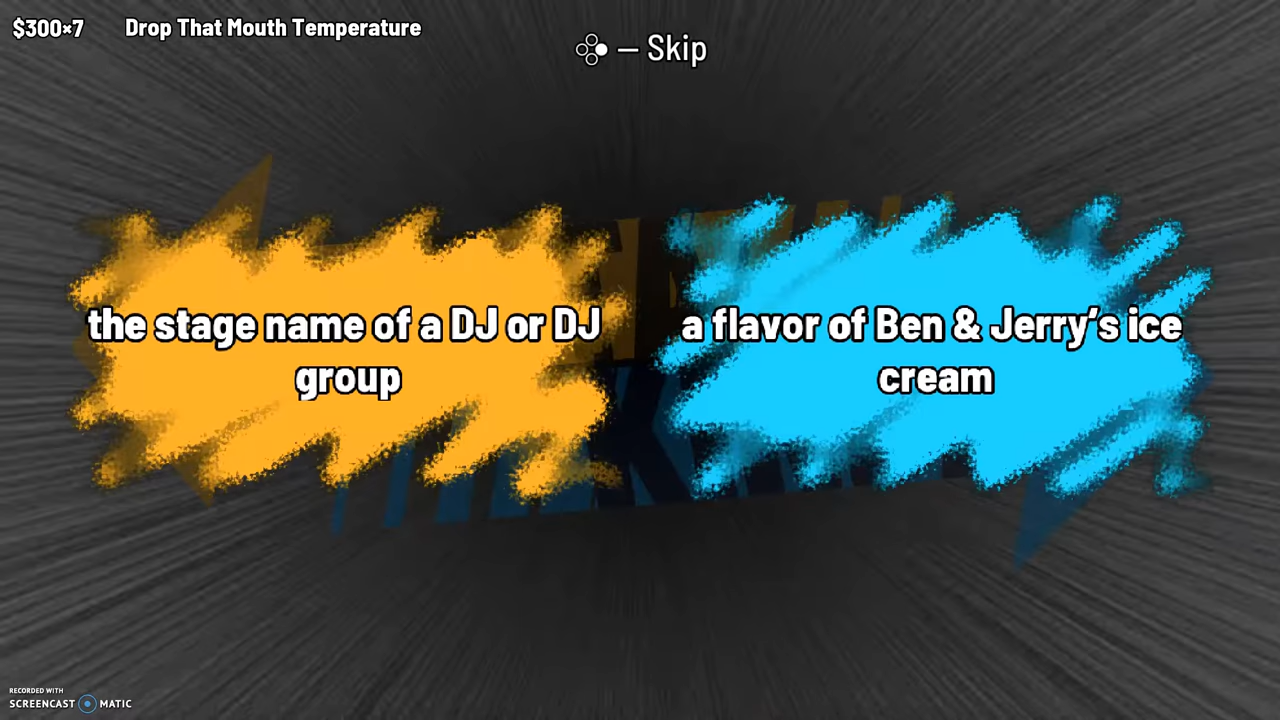 $300×7 Drop That Mouth Temperature
– Skip
the stage name of a DJ or DJ
group
a flavor of Ben & Jerry's ice
cream
RECORDED WITH
SCREENCAST MATIC